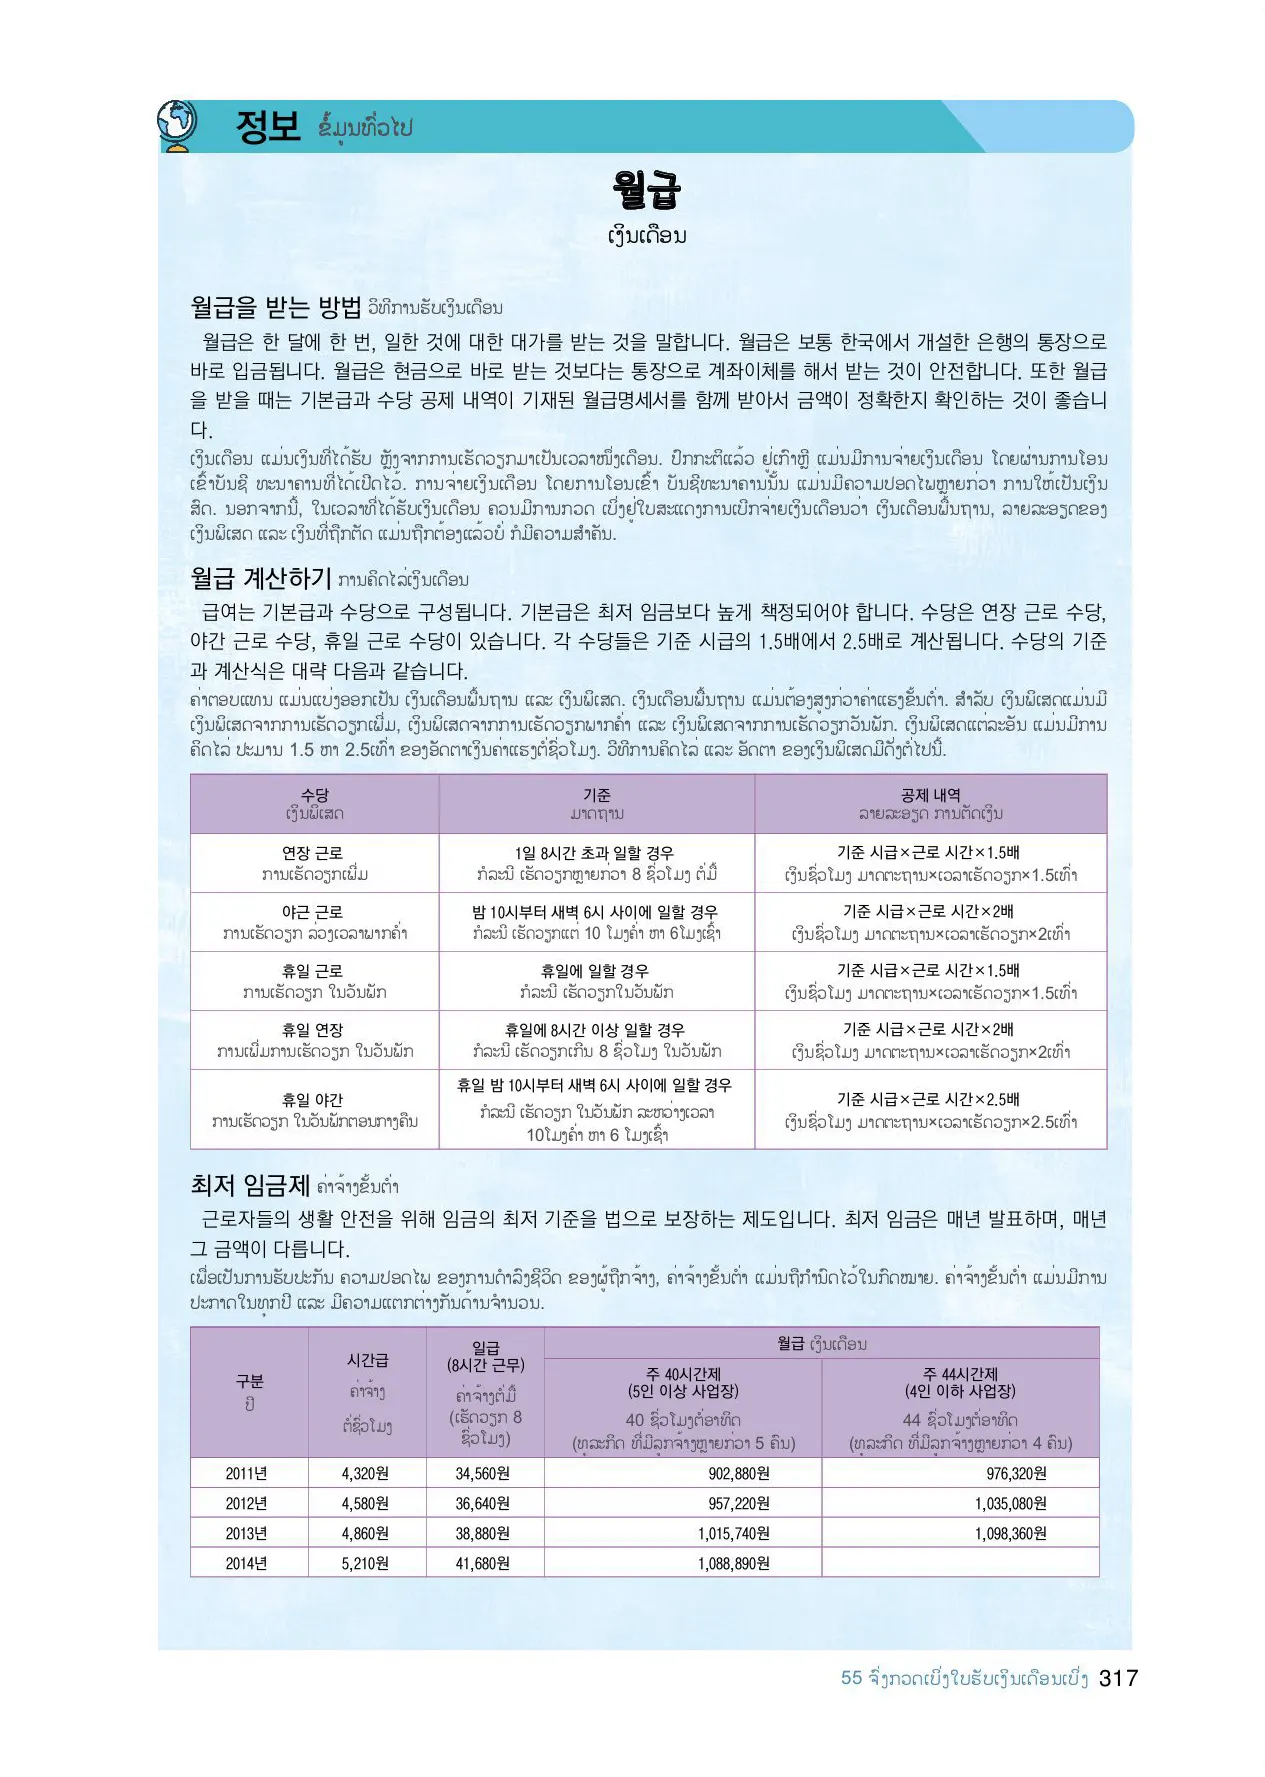 정보 ຂໍ້ມູນທົ່ວໄປ
월급
ເງິນເດືອນ
월급을 받는 방법 ວິທີການຮັບເງິນເດືອນ
월급은 한 달에 한 번, 일한 것에 대한 대가를 받는 것을 말합니다. 월급은 보통 한국에서 개설한 은행의 통장으로
바로 입금됩니다. 월급은 현금으로 바로 받는 것보다는 통장으로 계좌이체를 해서 받는 것이 안전합니다. 또한 월급
을 받을 때는 기본급과 수당 공제 내역이 기재된 월급명세서를 함께 받아서 금액이 정확한지 확인하는 것이 좋습니
다.
ເງິນເດືອນ ແມ່ນເງິນທີ່ໄດ້ຮັບ ຫຼັງຈາກການເຮັດວຽກມາເປັນເວລາໜຶ່ງເດືອນ. ປົກກະຕິແລ້ວ ຢູ່ເກົາຫຼີ ແມ່ນມີການຈ່າຍເງິນເດືອນ ໂດຍຜ່ານການໂອນ
ເຂົ້າບັນຊີ ທະນາຄານທີ່ໄດ້ເປີດໄວ້. ການຈ່າຍເງິນເດືອນ ໂດຍການໂອນເຂົ້າ ບັນຊີທະນາຄານນັ້ນ ແມ່ນມີຄວາມປອດໄພຫຼາຍກ່ວາ ການໃຫ້ເປັນເງິນ
ສົດ. ນອກຈາກນີ້, ໃນເວລາທີ່ໄດ້ຮັບເງິນເດືອນ ຄວນມີການກວດ ເບິ່ງຢູ່ໃບສະແດງການເບີກຈ່າຍເງິນເດືອນວ່າ ເງິນເດືອນພື້ນຖານ, ລາຍລະອຽດຂອງ
ເງິນພິເສດ ແລະ ເງິນທີ່ຖືກຕັດ ແມ່ນຖືກຕ້ອງແລ້ວບໍ່ ກໍມີຄວາມສໍາຄັນ.
월급 계산하기 ການຄິດໄລ່ເງິນເດືອນ
급여는 기본급과 수당으로 구성됩니다. 기본급은 최저 임금보다 높게 책정되어야 합니다. 수당은 연장 근로 수당,
야간 근로 수당, 휴일 근로 수당이 있습니다. 각 수당들은 기준 시급의 1.5배에서 2.5배로 계산됩니다. 수당의 기준
과 계산식은 대략 다음과 같습니다.
ຄ່າຕອບແທນ ແມ່ນແບ່ງອອກເປັນ ເງິນເດືອນພື້ນຖານ ແລະ ເງິນພິເສດ. ເງິນເດືອນພື້ນຖານ ແມ່ນຕ້ອງສູງກ່ວາຄ່າແຮງຂັ້ນຕໍ່າ. ສໍາລັບ ເງິນພິເສດແມ່ນມີ
ເງິນພິເສດຈາກການເຮັດວຽກເພີ່ມ, ເງິນພິເສດຈາກການເຮັດວຽກພາກຄໍ່າ ແລະ ເງິນພິເສດຈາກການເຮັດວຽກວັນພັກ. ເງິນພິເສດແຕ່ລະອັນ ແມ່ນມີການ
ຄິດໄລ່ ປະມານ 1.5 ຫາ 2.5ເທົ່າ ຂອງອັດຕາເງິນຄ່າແຮງຕໍ່ຊົ່ວໂມງ. ວິທີການຄິດໄລ່ ແລະ ອັດຕາ ຂອງເງິນພິເສດມີດັ່ງຕໍ່ໄປນີ້.
수당 기준 공제 내역
ເງິນພິເສດ ມາດຖານ ລາຍລະອຽດ ການຕັດເງິນ
연장 근로 1일 8시간 초과 일할 경우 기준 시급×근로 시간×1.5배
ການເຮັດວຽກເພີ່ມ ກໍລະນີ ເຮັດວຽກຫຼາຍກ່ວາ 8 ຊົ່ວໂມງ ຕໍ່ມື້ ເງິນຊົ່ວໂມງ ມາດຕະຖານ×ເວລາເຮັດວຽກ×1.5ເທົ່າ
야근 근로 밤 10시부터 새벽 6시 사이에 일할 경우 기준 시급×근로 시간×2배
ການເຮັດວຽກ ລ່ວງເວລາພາກຄໍ່າ ກໍລະນີ ເຮັດວຽກແຕ່ 10 ໂມງຄໍ່າ ຫາ 6ໂມງເຊົ້າ ເງິນຊົ່ວໂມງ ມາດຕະຖານ×ເວລາເຮັດວຽກ×2ເທົ່າ
휴일 근로 휴일에 일할 경우 기준 시급×근로 시간×1.5배
ການເຮັດວຽກ ໃນວັນພັກ ກໍລະນີ ເຮັດວຽກໃນວັນພັກ ເງິນຊົ່ວໂມງ ມາດຕະຖານ×ເວລາເຮັດວຽກ×1.5ເທົ່າ
휴일 연장 휴일에 8시간 이상 일할 경우 기준 시급×근로 시간×2배
ການເພີ່ມການເຮັດວຽກ ໃນວັນພັກ ກໍລະນີ ເຮັດວຽກເກີນ 8 ຊົ່ວໂມງ ໃນວັນພັກ ເງິນຊົ່ວໂມງ ມາດຕະຖານ×ເວລາເຮັດວຽກ×2ເທົ່າ
휴일 야간 휴일 밤 10시부터 새벽 6시 사이에 일할 경우 기준 시급×근로 시간×2.5배
ການເຮັດວຽກ ໃນວັນພັກຕອນກາງຄືນ ກໍລະນີ ເຮັດວຽກ ໃນວັນພັກ ລະຫວ່າງເວລາ ເງິນຊົ່ວໂມງ ມາດຕະຖານ×ເວລາເຮັດວຽກ×2.5ເທົ່າ
10ໂມງຄໍ່າ ຫາ 6 ໂມງເຊົ້າ
최저 임금제 ຄ່າຈ້າງຂັ້ນຕໍ່າ
근로자들의 생활 안전을 위해 임금의 최저 기준을 법으로 보장하는 제도입니다. 최저 임금은 매년 발표하며, 매년
그 금액이 다릅니다.
ເພື່ອເປັນການຮັບປະກັນ ຄວາມປອດໄພ ຂອງການດໍາລົງຊີວິດ ຂອງຜູ້ຖືກຈ້າງ, ຄ່າຈ້າງຂັ້ນຕໍ່າ ແມ່ນຖືກໍານົດໄວ້ໃນກົດໝາຍ. ຄ່າຈ້າງຂັ້ນຕໍ່າ ແມ່ນມີການ
ປະກາດໃນທຸກປີ ແລະ ມີຄວາມແຕກຕ່າງກັນດ້ານຈໍານວນ.
구분
ປີ
시간급
ຄ່າຈ້າງ
ຕໍ່ຊົ່ວໂມງ
일급
(8시간 근무)
ຄ່າຈ້າງຕໍ່ມື້
(ເຮັດວຽກ 8
ຊົ່ວໂມງ)
월급 ເງິນເດືອນ
주 40시간제
(5인 이상 사업장)
40 ຊົ່ວໂມງຕໍ່ອາທິດ
(ທຸລະກິດ ທີ່ມີລູກຈ້າງຫຼາຍກ່ວາ 5 ຄົນ)
주 44시간제
(4인 이하 사업장)
44 ຊົ່ວໂມງຕໍ່ອາທິດ
(ທຸລະກິດ ທີ່ມີລູກຈ້າງຫຼາຍກ່ວາ 4 ຄົນ)
2011년 4,320원 34,560원 902,880원 976,320원
2012년 4,580원 36,640원 957,220원 1,035,080원
2013년 4,860원 38,880원 1,015,740원 1,098,360원
2014년 5,210원 41,680원 1,088,890원
55 ຈົ່ງກວດເບິ່ງໃບຮັບເງິນເດືອນເບິ່ງ 317